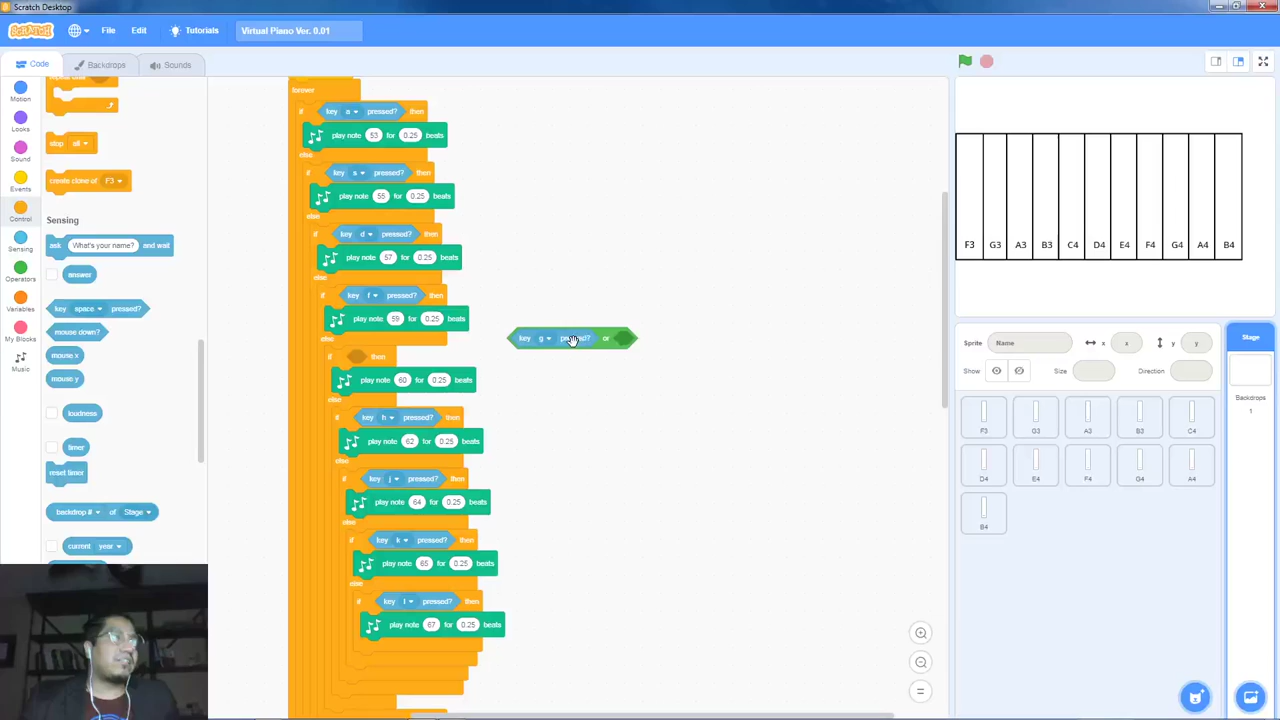 Scratch Desktop
SCRATCH File Edit Tutorials Virtual Piano Ver. 0.01
Code Backdrops Sounds
Motion
Looks
Sound
Events
Control
Sensing
Operators
Variables
My Blocks
Music
stop all
create clone of F3
Sensing
ask What's your name? and wait
answer
key space pressed?
mouse down?
mouse x
mouse y
loudness
timer
reset timer
backdrop # of Stage
current year
forever
if key a pressed? then
play note 53 for 0.25 beats
else
if key s pressed? then
play note 55 for 0.25 beats
else
if key d pressed? then
play note 57 for 0.25 beats
else
if key f pressed? then
play note 59 for 0.25 beats
else
key g pressed? or
if then
play note 60 for 0.25 beats
else
if key h pressed? then
play note 62 for 0.25 beats
else
if key j pressed? then
play note 64 for 0.25 beats
else
if key k pressed? then
play note 65 for 0.25 beats
else
if key l pressed? then
play note 67 for 0.25 beats
F3 G3 A3 B3 C4 D4 E4 F4 G4 A4 B4
Sprite Name x x y y
Show Size Direction
Stage
Backdrops
1
F3 G3 A3 B3 C4
D4 E4 F4 G4 A4
B4